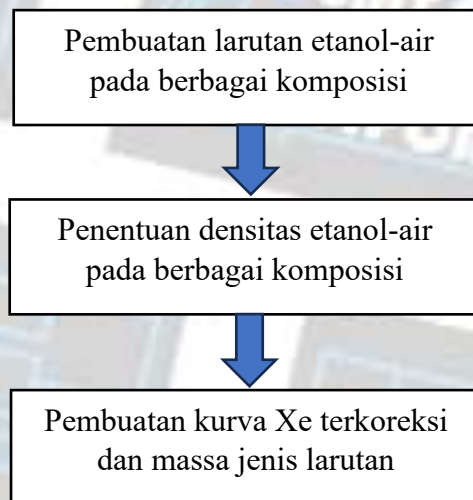 Pembuatan larutan etanol-air
pada berbagai komposisi
Penentuan densitas etanol-air
pada berbagai komposisi
Pembuatan kurva Xe terkoreksi
dan massa jenis larutan